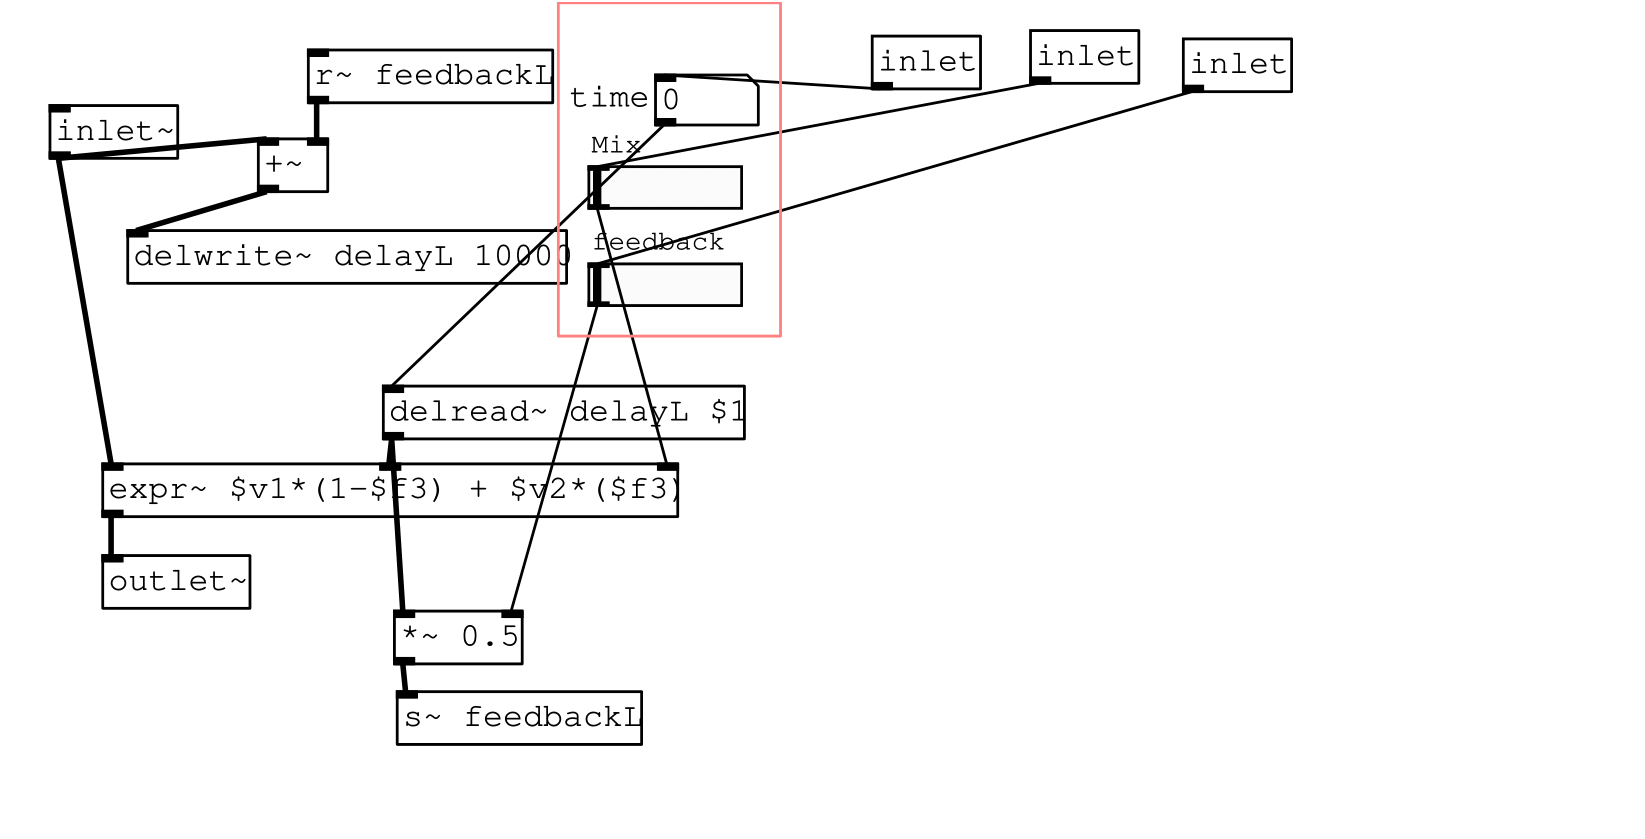 inlet
inlet
inlet
r~ feedbackL
time 0
inlet~
Mix
+~
feedback
delwrite~ delayL 10000
delread~ delayL $1
expr~ $v1*(1-$f3) + $v2*($f3)
outlet~
*~ 0.5
s~ feedbackL